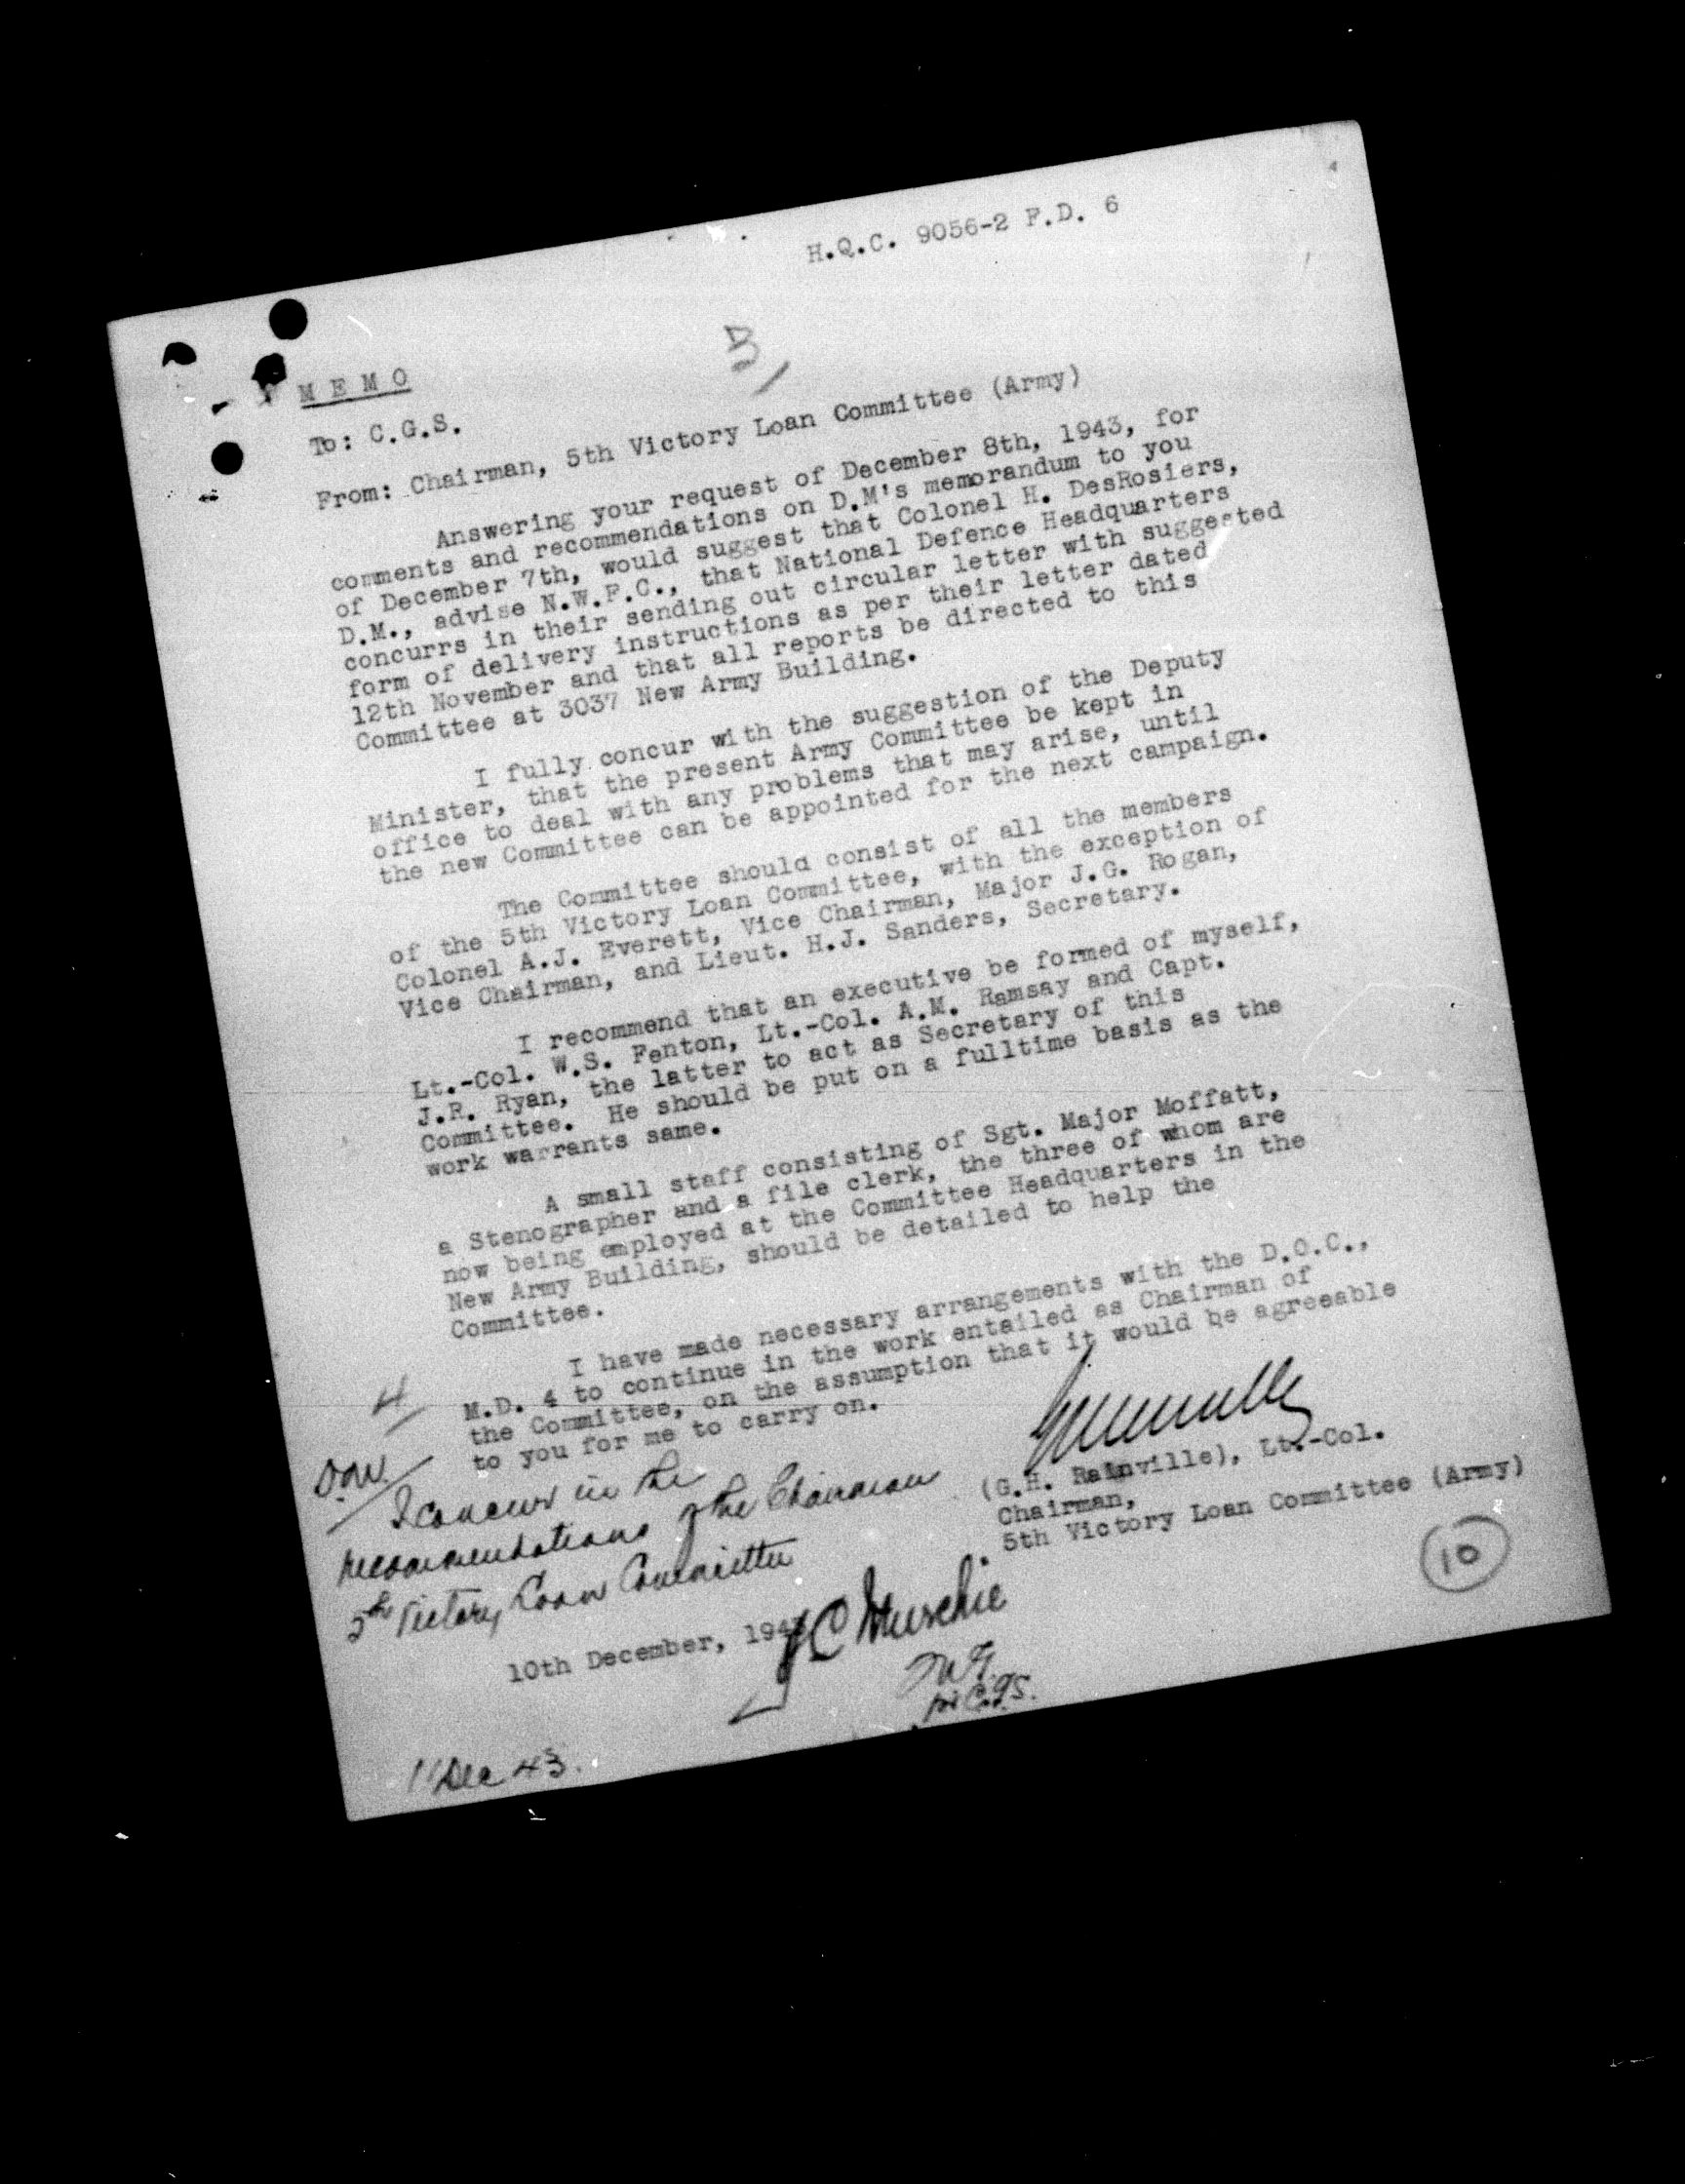 H.Q.C. 9056-2 F.D. 6
3/
M E M O
To: C.G.S.
From: Chairman, 5th Victory Loan Committee (Army)
Answering your request of December 8th, 1943, for
comments and recommendations on D.M's memorandum to you
of December 7th, would suggest that Colonel H. DesRosiers,
D.M., advise N.W.F.C., that National Defence Headquarters
concurrs in their sending out circular letter with suggested
form of delivery instructions as per their letter dated
12th November and that all reports be directed to this
Committee at 3037 New Army Building.
I fully concur with the suggestion of the Deputy
Minister, that the present Army Committee be kept in
office to deal with any problems that may arise, until
the new Committee can be appointed for the next campaign.
The Committee should consist of all the members
of the 5th Victory Loan Committee, with the exception of
Colonel A.J. Everett, Vice Chairman, Major J.G. Rogan,
Vice Chairman, and Lieut. H.J. Sanders, Secretary.
I recommend that an executive be formed of myself,
Lt.-Col. W.S. Fenton, Lt.-Col. A.M. Ramsay and Capt.
J.R. Ryan, the latter to act as Secretary of this
Committee. He should be put on a fulltime basis as the
work warrants same.
A small staff consisting of Sgt. Major Moffatt,
a Stenographer and a file clerk, the three of whom are
now being employed at the Committee Headquarters in the
New Army Building, should be detailed to help the
Committee.
I have made necessary arrangements with the D.O.C.,
M.D. 4 to continue in the work entailed as Chairman of
the Committee, on the assumption that it would be agreeable
to you for me to carry on.
4/
(G.H. Rainville), Lt.-Col.
Chairman,
5th Victory Loan Committee (Army)
I concur in the
recommendations of the Chairman
5th Victory Loan Committee
10th December, 194
J C Murchie
for C.G.S.
10
11 Dec 43.